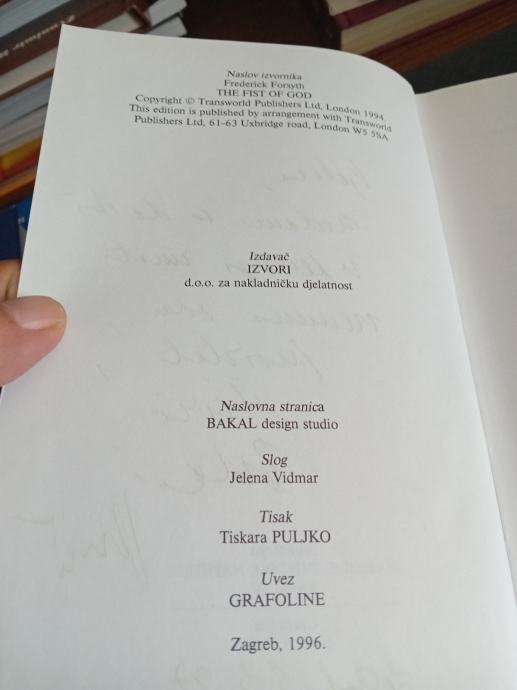 Naslov izvornika
Frederick Forsyth
THE FIST OF GOD
Copyright © Transworld Publishers Ltd, London 1994.
This edition is published by arrangement with Transworld
Publishers Ltd, 61-63 Uxbridge road, London W5 5SA
Izdavač
IZVORI
d.o.o. za nakladničku djelatnost
Naslovna stranica
BAKAL design studio
Slog
Jelena Vidmar
Tisak
Tiskara PULJKO
Uvez
GRAFOLINE
Zagreb, 1996.